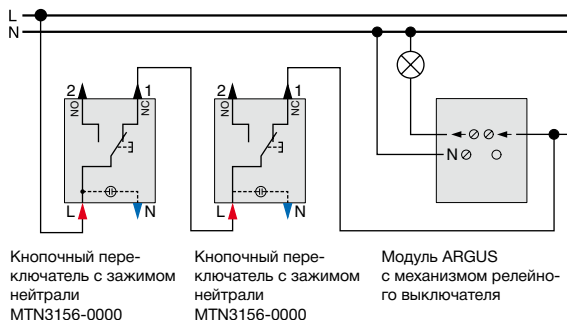 L
N
2 1 2 1
NO NC NO NC
N
L N L N
Кнопочный пере-
ключатель с зажимом
нейтрали
MTN3156-0000
Кнопочный пере-
ключатель с зажимом
нейтрали
MTN3156-0000
Модуль ARGUS
с механизмом релейно-
го выключателя